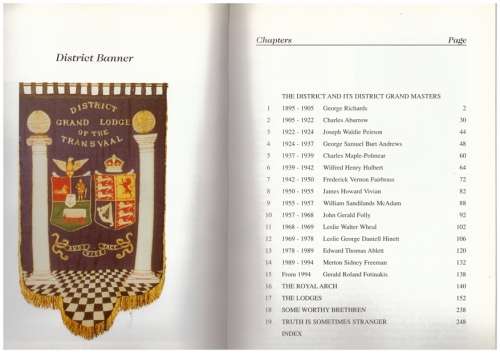 District Banner
DISTRICT
GRAND LODGE
OF THE
TRANSVAAL
AUDI VIDE
TACE
Chapters Page
THE DISTRICT AND ITS DISTRICT GRAND MASTERS
1 1895 - 1905 George Richards 2
2 1905 - 1922 Charles Aburrow 30
3 1922 - 1924 Joseph Waldie Peirson 44
4 1924 - 1937 George Samuel Burt Andrews 48
5 1937 - 1939 Charles Maple-Polmear 60
6 1939 - 1942 Wilfred Henry Hulbert 64
7 1942 - 1950 Frederick Vernon Fairbrass 72
8 1950 - 1955 James Howard Vivian 82
9 1955 - 1957 William Sandilands McAdam 88
10 1957 - 1968 John Gerald Folly 92
11 1968 - 1969 Leslie Walter Wheal 102
12 1969 - 1978 Leslie George Daniell Hinett 106
13 1978 - 1989 Edward Thomas Ablett 120
14 1989 - 1994 Merton Sidney Freeman 132
15 From 1994 Gerald Roland Fotinakis 138
16 THE ROYAL ARCH 140
17 THE LODGES 152
18 SOME WORTHY BRETHREN 238
19 TRUTH IS SOMETIMES STRANGER 248
INDEX